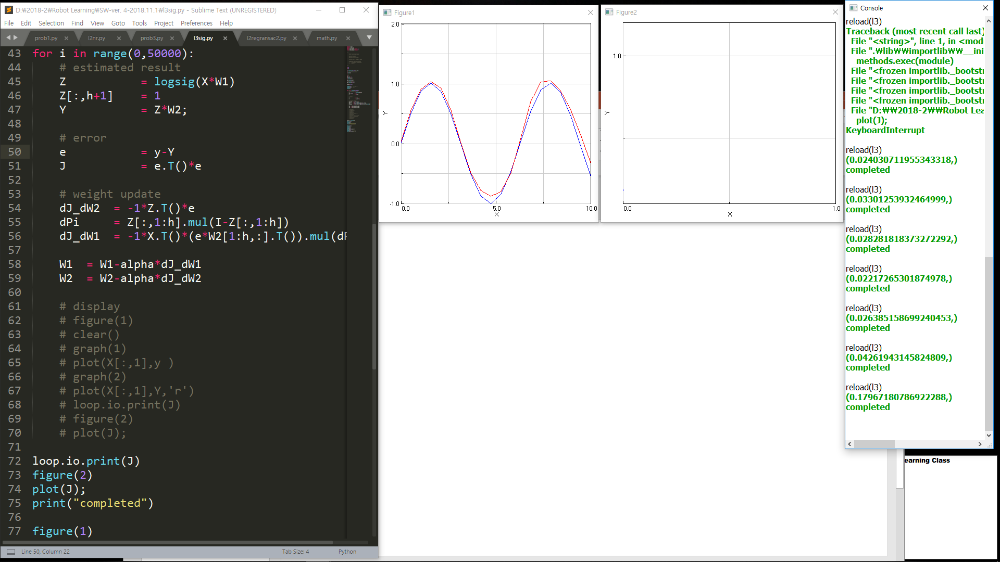 D:₩2018-2₩Robot Learning₩SW-ver. 4-2018.11.1₩l3sig.py - Sublime Text (UNREGISTERED)
File Edit Selection Find View Goto Tools Project Preferences Help
prob1.py × l2nr.py × prob3.py × l3sig.py × l2regransac2.py × math.py ×
43 for i in range(0,50000):
44 # estimated result
45 Z = logsig(X*W1)
46 Z[:,h+1] = 1
47 Y = Z*W2;
48
49 # error
50 e = y-Y
51 J = e.T()*e
52
53 # weight update
54 dJ_dW2 = -1*Z.T()*e
55 dPi = Z[:,1:h].mul(I-Z[:,1:h])
56 dJ_dW1 = -1*X.T()*(e*W2[1:h,:].T()).mul(dP
57
58 W1 = W1-alpha*dJ_dW1
59 W2 = W2-alpha*dJ_dW2
60
61 # display
62 # figure(1)
63 # clear()
64 # graph(1)
65 # plot(X[:,1],y )
66 # graph(2)
67 # plot(X[:,1],Y,'r')
68 # loop.io.print(J)
69 # figure(2)
70 # plot(J);
71
72 loop.io.print(J)
73 figure(2)
74 plot(J);
75 print("completed")
76
77 figure(1)
Line 50, Column 22 Tab Size: 4 Python
Figure1
2.0
1.0
Y
0.0
-1.0
0.0 5.0 10.0
X
Figure2
1.0
Y
0.0 1.0
X
Console
reload(l3)
Traceback (most recent call last)
File "<string>", line 1, in <mod
File ".₩lib₩₩importlib₩₩__ini
methods.exec(module)
File "<frozen importlib._bootstr
File "<frozen importlib._bootstr
File "<frozen importlib._bootstr
File "<frozen importlib._bootstr
File "D:₩₩2018-2₩₩Robot Lea
plot(J);
KeyboardInterrupt
reload(l3)
(0.024030711955343318,)
completed
reload(l3)
(0.03301253932464999,)
completed
reload(l3)
(0.028281818373272292,)
completed
reload(l3)
(0.02217265301874978,)
completed
reload(l3)
(0.026385158699240453,)
completed
reload(l3)
(0.04261943145824809,)
completed
reload(l3)
(0.17967180786922288,)
completed
earning Class